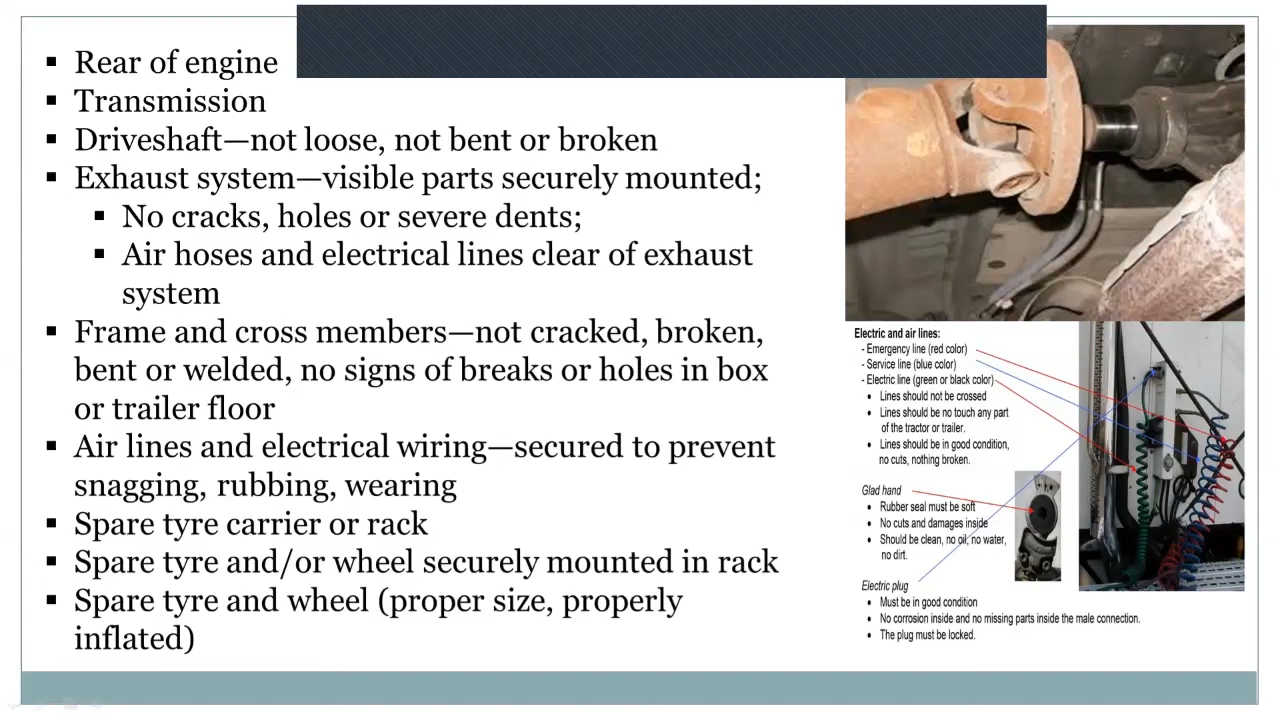 ▪ Rear of engine
▪ Transmission
▪ Driveshaft—not loose, not bent or broken
▪ Exhaust system—visible parts securely mounted;
▪ No cracks, holes or severe dents;
▪ Air hoses and electrical lines clear of exhaust
system
▪ Frame and cross members—not cracked, broken,
bent or welded, no signs of breaks or holes in box
or trailer floor
▪ Air lines and electrical wiring—secured to prevent
snagging, rubbing, wearing
▪ Spare tyre carrier or rack
▪ Spare tyre and/or wheel securely mounted in rack
▪ Spare tyre and wheel (proper size, properly
inflated)
Electric and air lines:
- Emergency line (red color)
- Service line (blue color)
- Electric line (green or black color)
• Lines should not be crossed
• Lines should be no touch any part
of the tractor or trailer.
• Lines should be in good condition,
no cuts, nothing broken.
Glad hand
• Rubber seal must be soft
• No cuts and damages inside
• Should be clean, no oil, no water,
no dirt.
Electric plug
• Must be in good condition
• No corrosion inside and no missing parts inside the male connection.
• The plug must be locked.